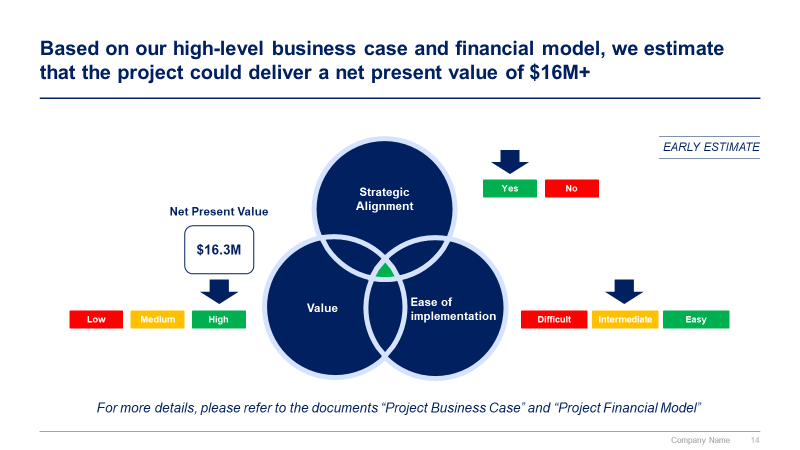 Based on our high-level business case and financial model, we estimate
that the project could deliver a net present value of $16M+
EARLY ESTIMATE
Strategic
Alignment
Yes
No
Net Present Value
$16.3M
Value
Ease of
implementation
Low
Medium
High
Difficult
Intermediate
Easy
For more details, please refer to the documents “Project Business Case” and “Project Financial Model”
Company Name
14